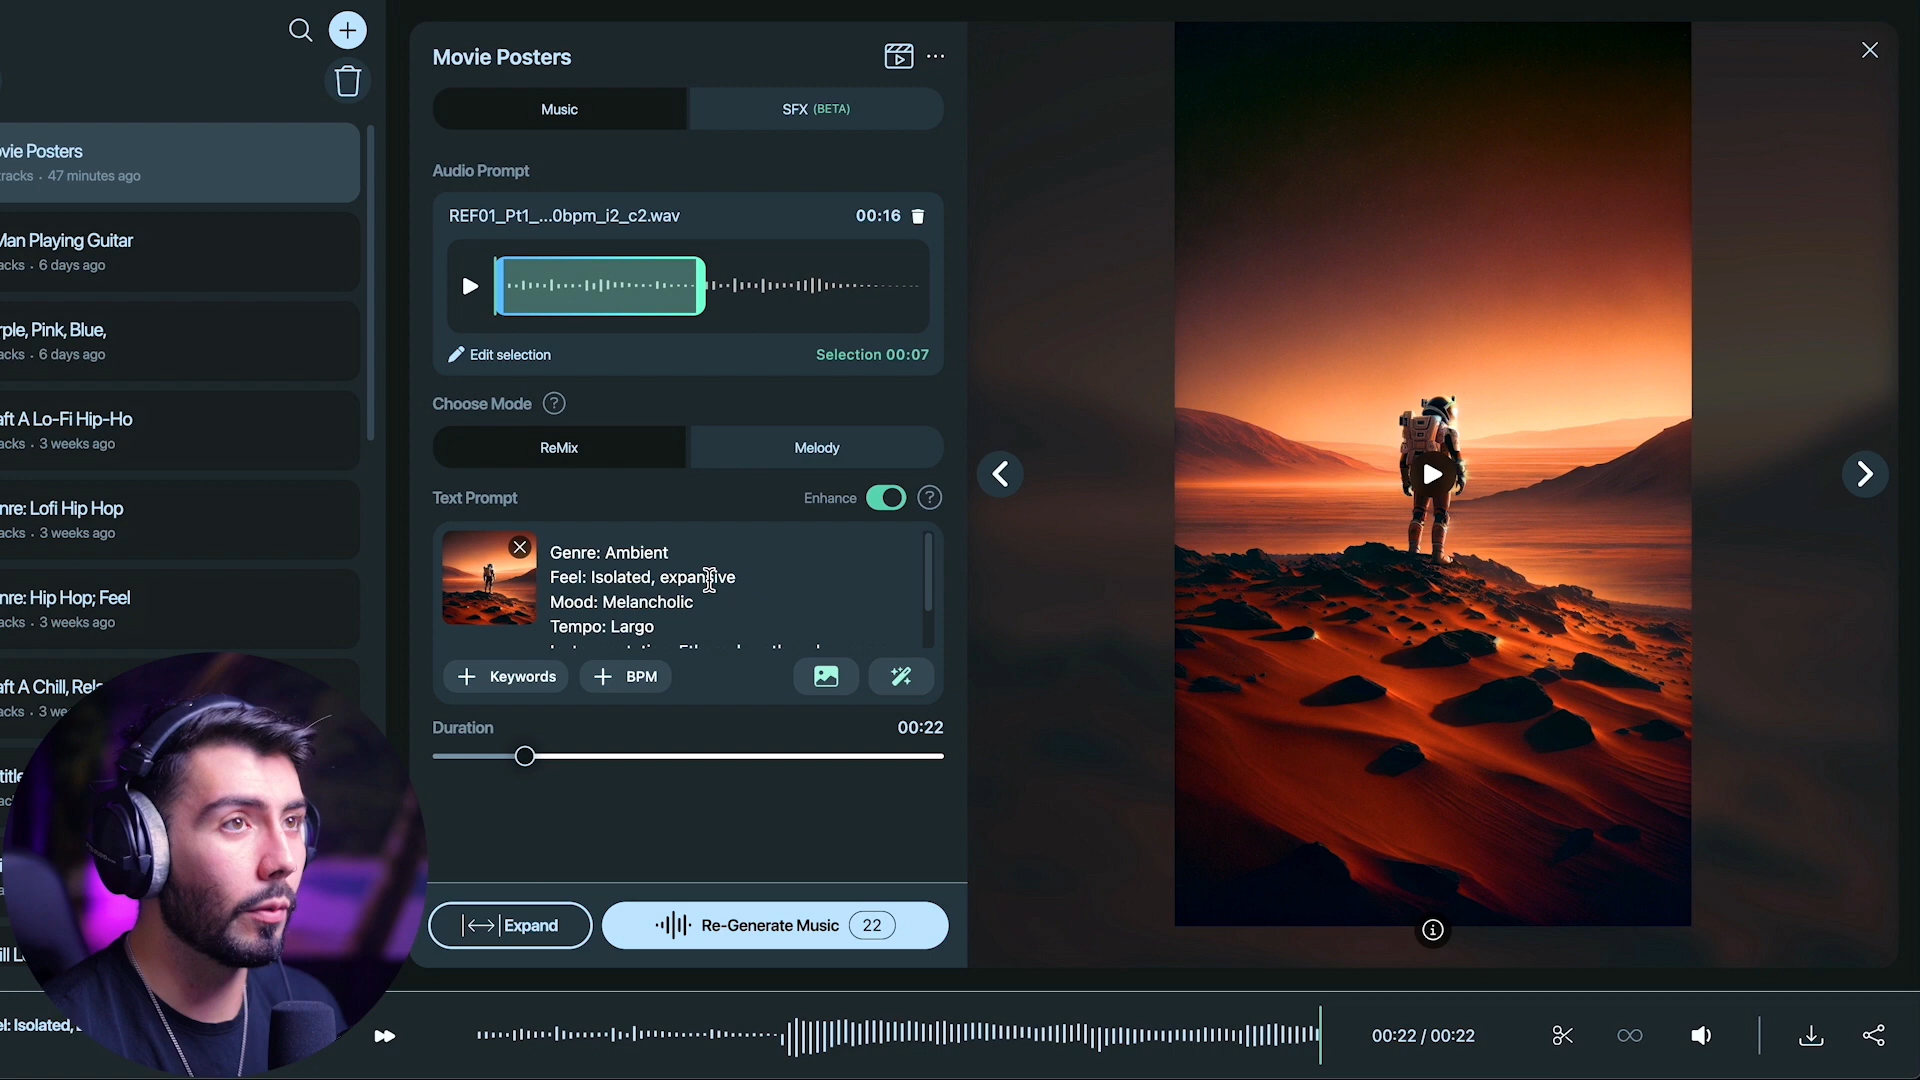 vie Posters
racks · 47 minutes ago
Man Playing Guitar
acks · 6 days ago
rple, Pink, Blue,
acks · 6 days ago
aft A Lo-Fi Hip-Ho
acks · 3 weeks ago
nre: Lofi Hip Hop
acks · 3 weeks ago
nre: Hip Hop; Feel
acks · 3 weeks ago
aft A Chill, Rel
acks · 3 we
Movie Posters
Music
SFX (BETA)
Audio Prompt
REF01_Pt1_...0bpm_i2_c2.wav
00:16
Edit selection
Selection 00:07
Choose Mode ?
ReMix
Melody
Text Prompt
Enhance ?
Genre: Ambient
Feel: Isolated, expansive
Mood: Melancholic
Tempo: Largo
+ Keywords
+ BPM
Duration
00:22
Expand
Re-Generate Music 22
el: Isolated,
00:22 / 00:22